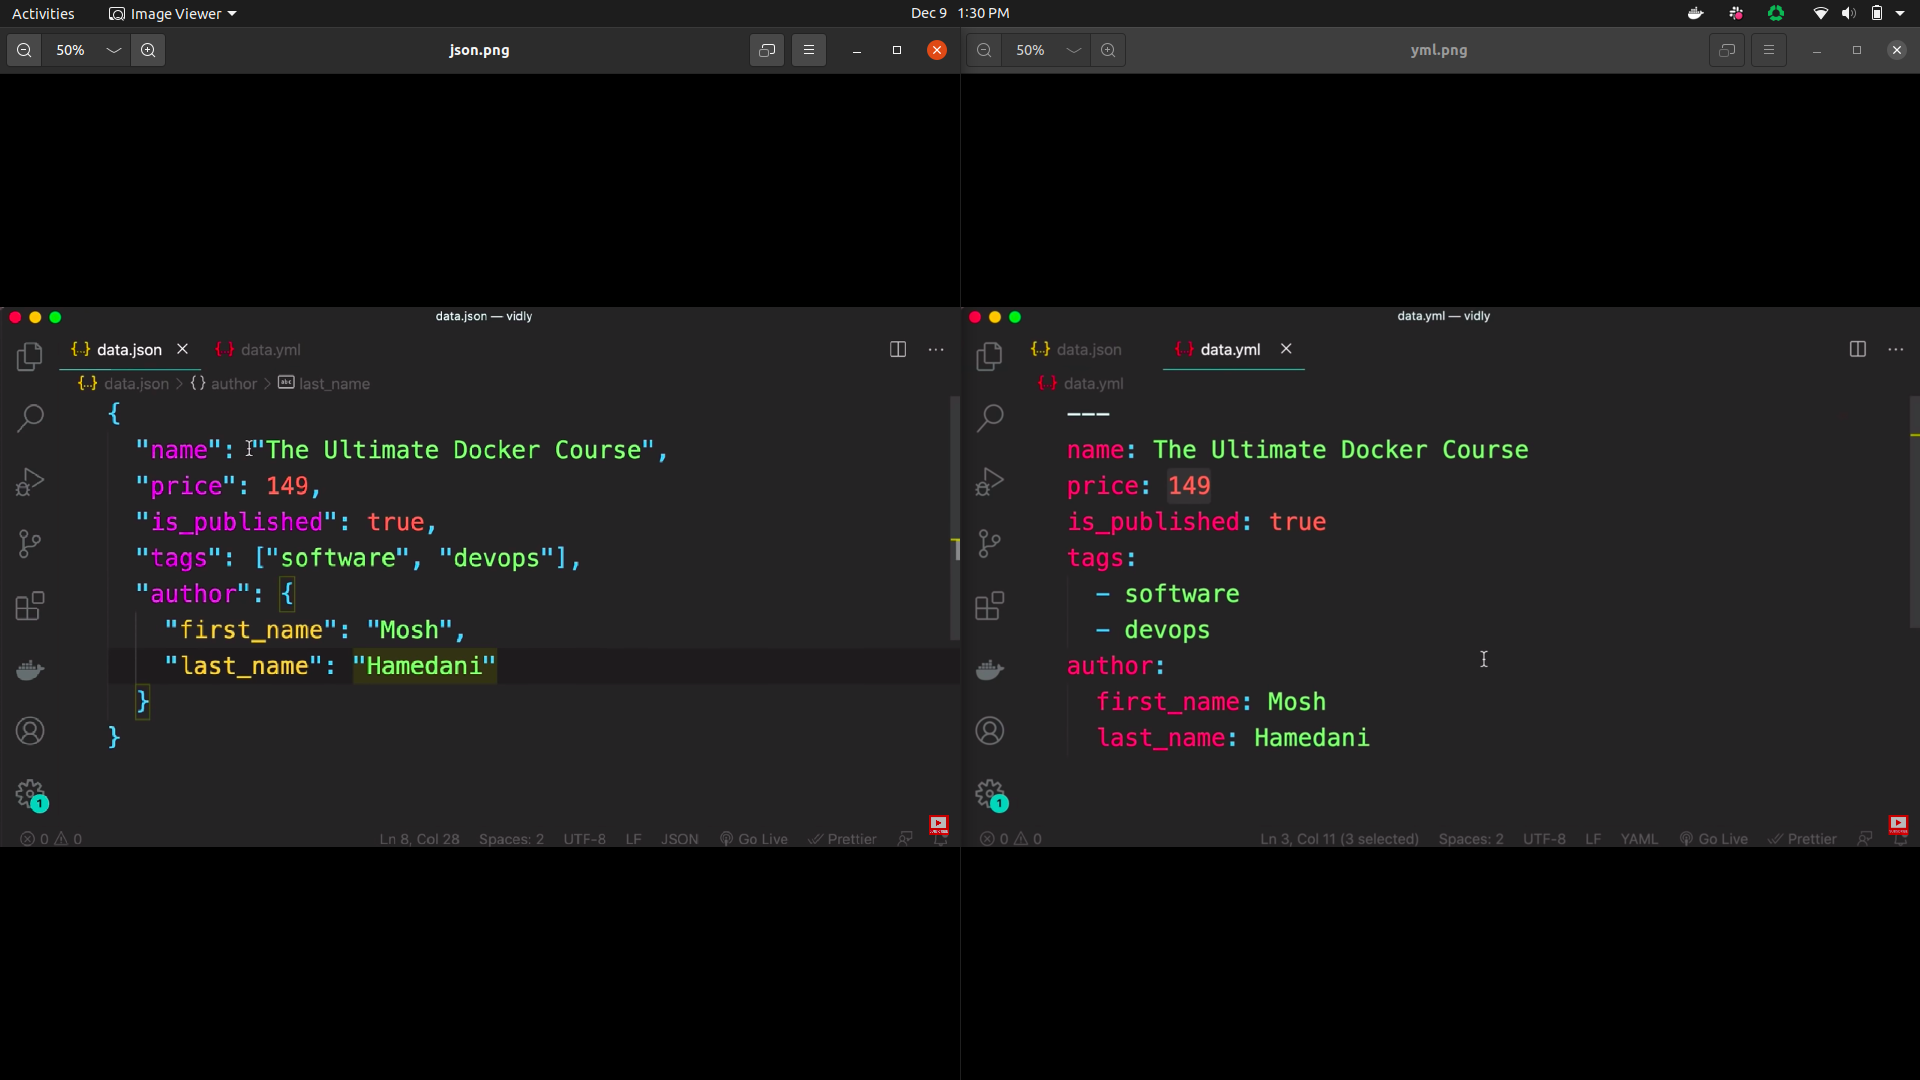 Activities
Image Viewer
Dec 9 1:30 PM
50%
json.png
50%
yml.png
data.json — vidly
data.json
data.yml
data.json > {} author > abc last_name
{
"name": "The Ultimate Docker Course",
"price": 149,
"is_published": true,
"tags": ["software", "devops"],
"author": {
"first_name": "Mosh",
"last_name": "Hamedani"
}
}
1
0 0
Ln 8, Col 28
Spaces: 2
UTF-8
LF
JSON
Go Live
Prettier
data.yml — vidly
data.json
data.yml
data.yml
---
name: The Ultimate Docker Course
price: 149
is_published: true
tags:
- software
- devops
author:
first_name: Mosh
last_name: Hamedani
1
0 0
Ln 3, Col 11 (3 selected)
Spaces: 2
UTF-8
LF
YAML
Go Live
Prettier